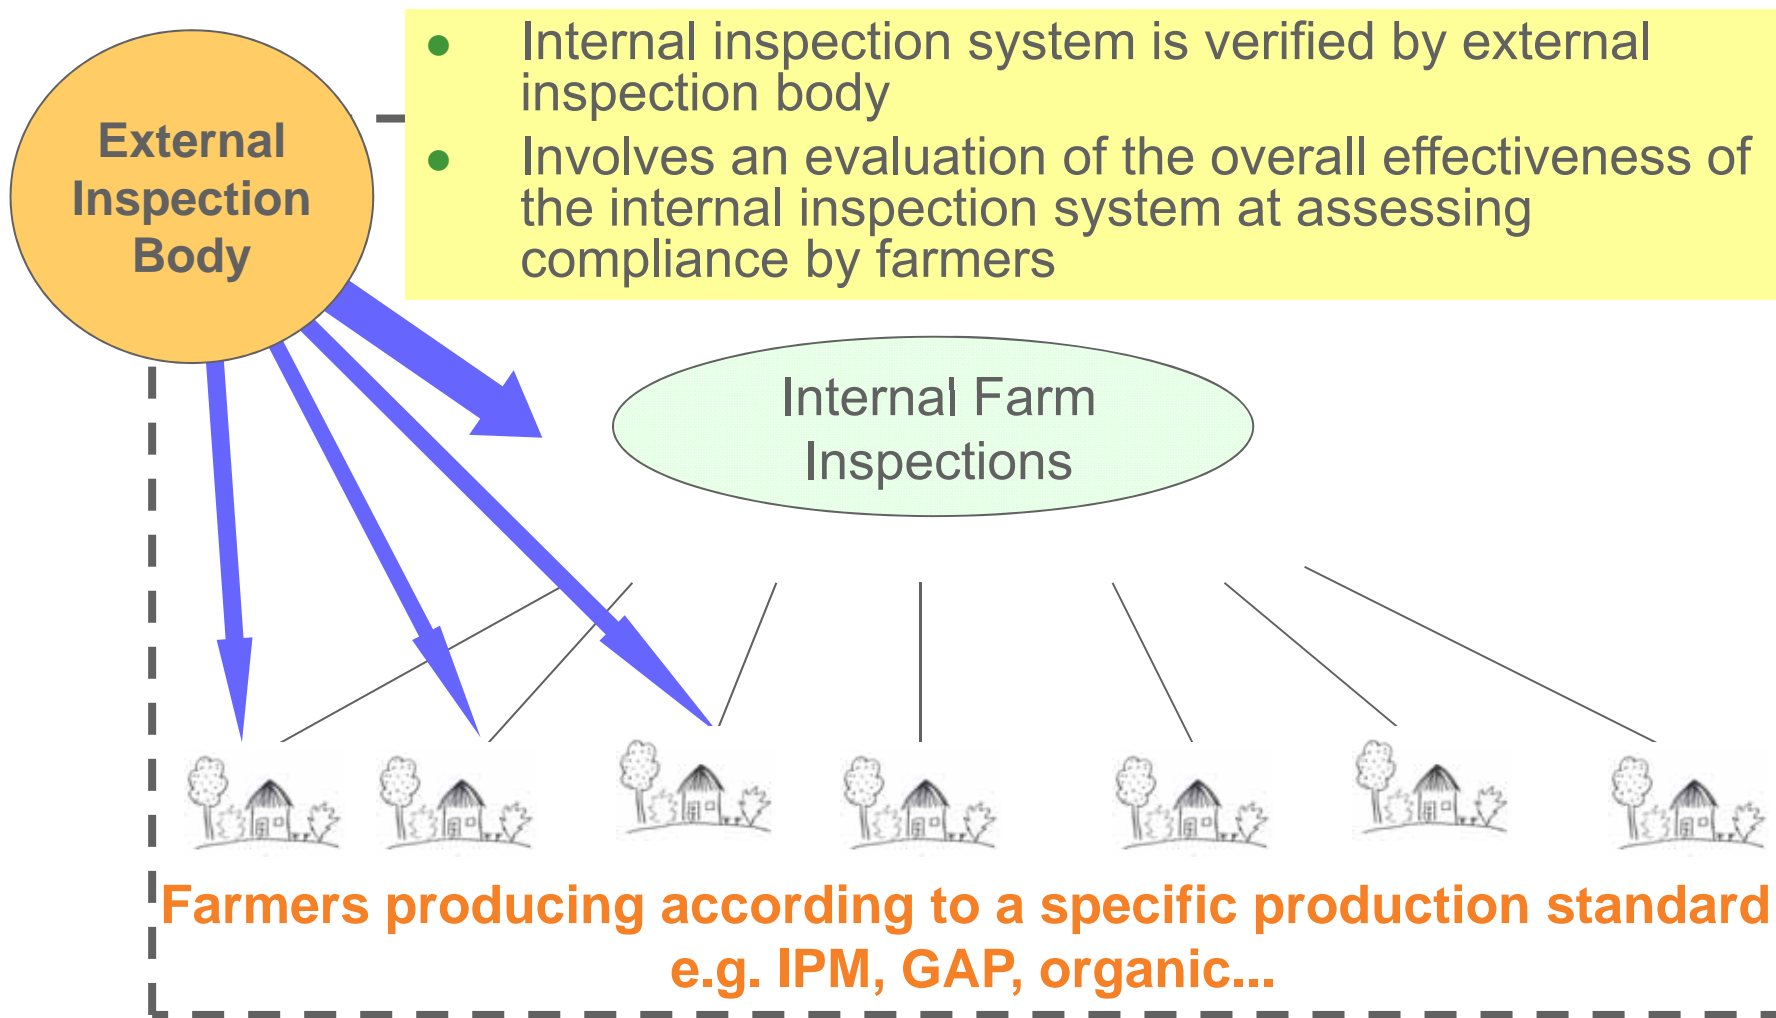 External
Inspection
Body
● Internal inspection system is verified by external
inspection body
● Involves an evaluation of the overall effectiveness of
the internal inspection system at assessing
compliance by farmers
Internal Farm
Inspections
Farmers producing according to a specific production standard
e.g. IPM, GAP, organic...